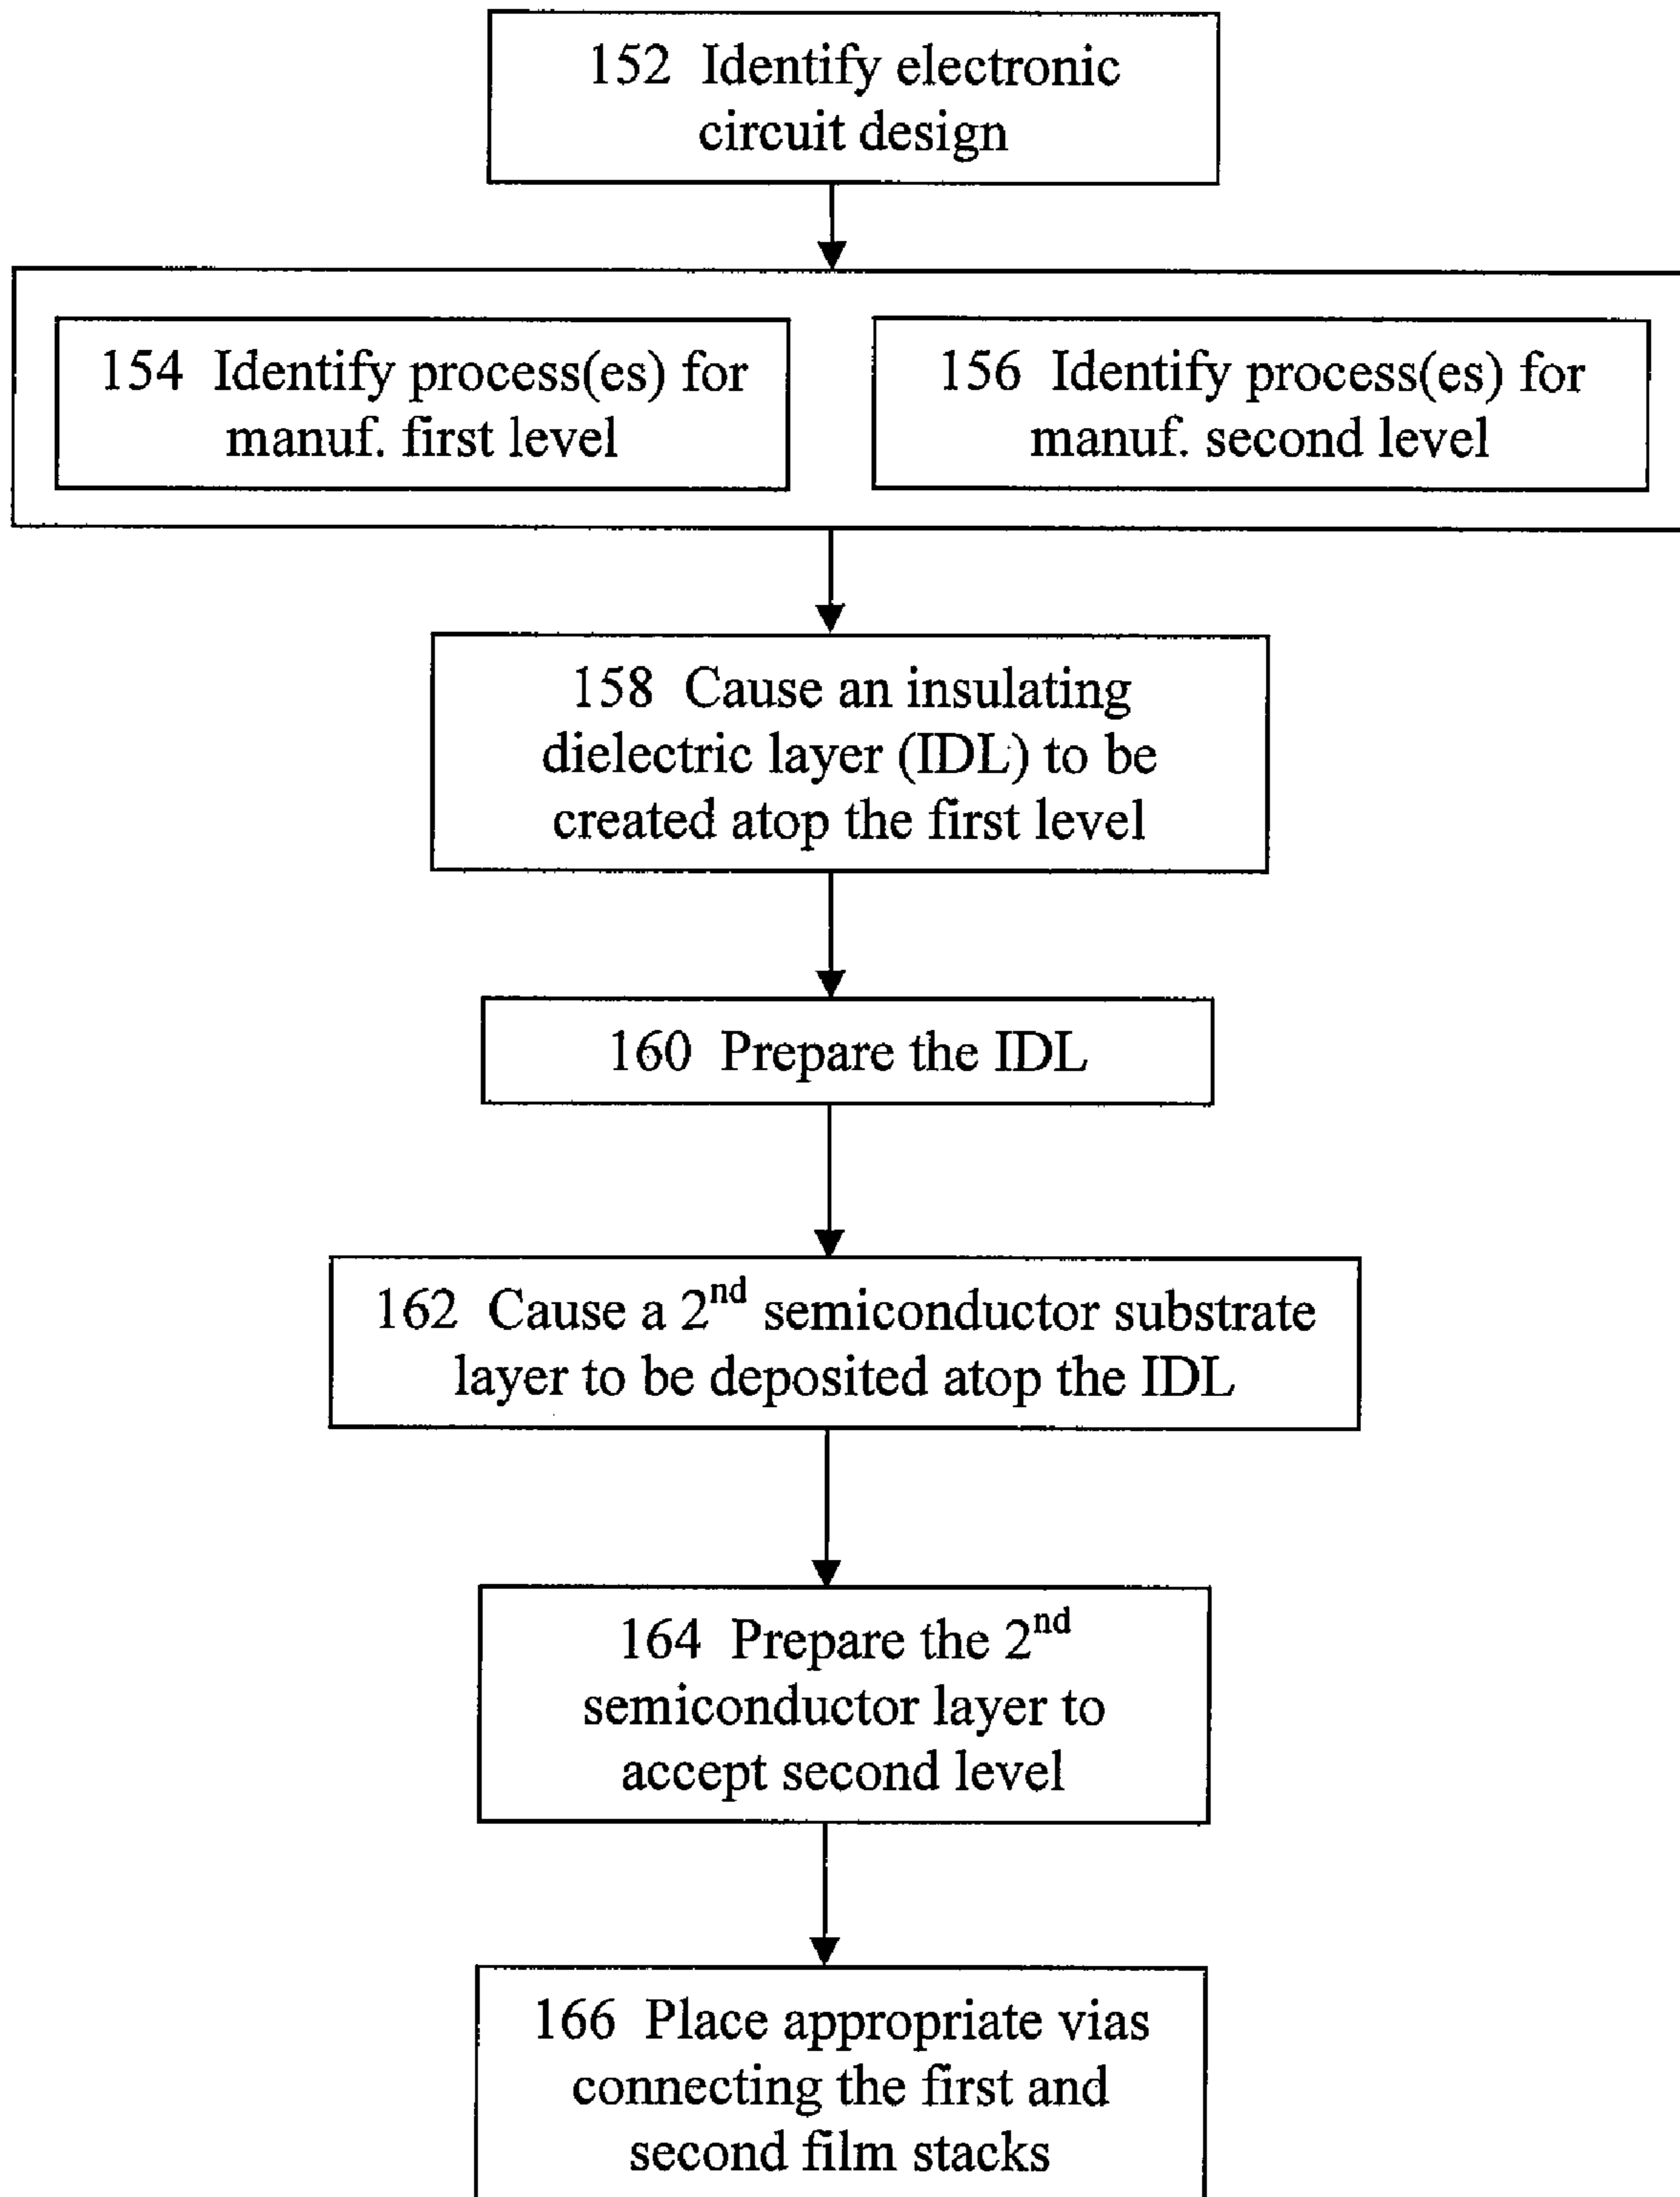 152 Identify electronic
circuit design
154 Identify process(es) for
manuf. first level
156 Identify process(es) for
manuf. second level
158 Cause an insulating
dielectric layer (IDL) to be
created atop the first level
160 Prepare the IDL
162 Cause a 2nd semiconductor substrate
layer to be deposited atop the IDL
164 Prepare the 2nd
semiconductor layer to
accept second level
166 Place appropriate vias
connecting the first and
second film stacks